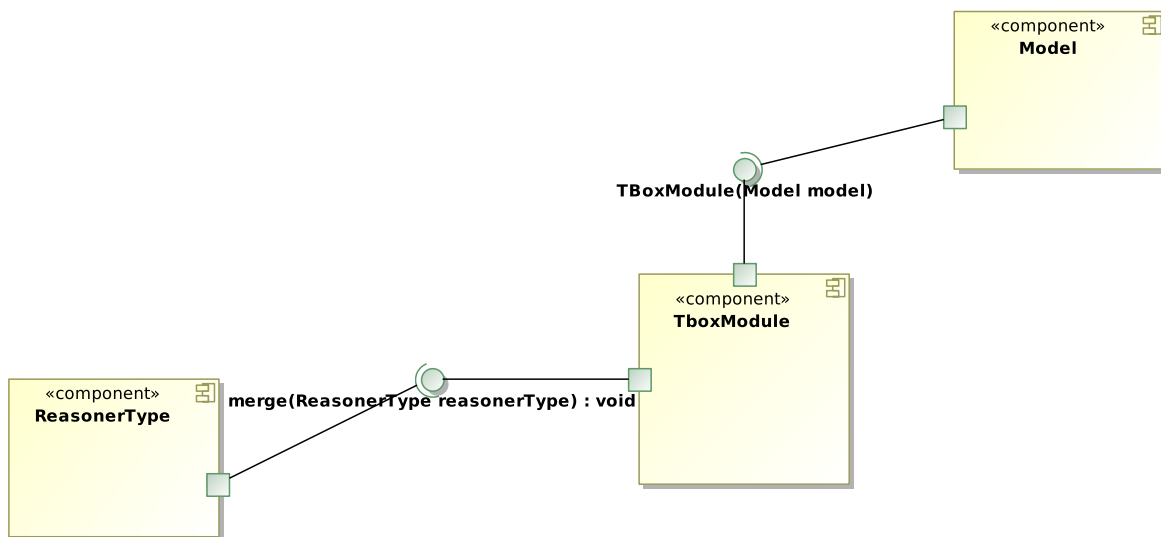 «component»
Model
TBoxModule(Model model)
«component»
TboxModule
«component»
ReasonerType
merge(ReasonerType reasonerType) : void